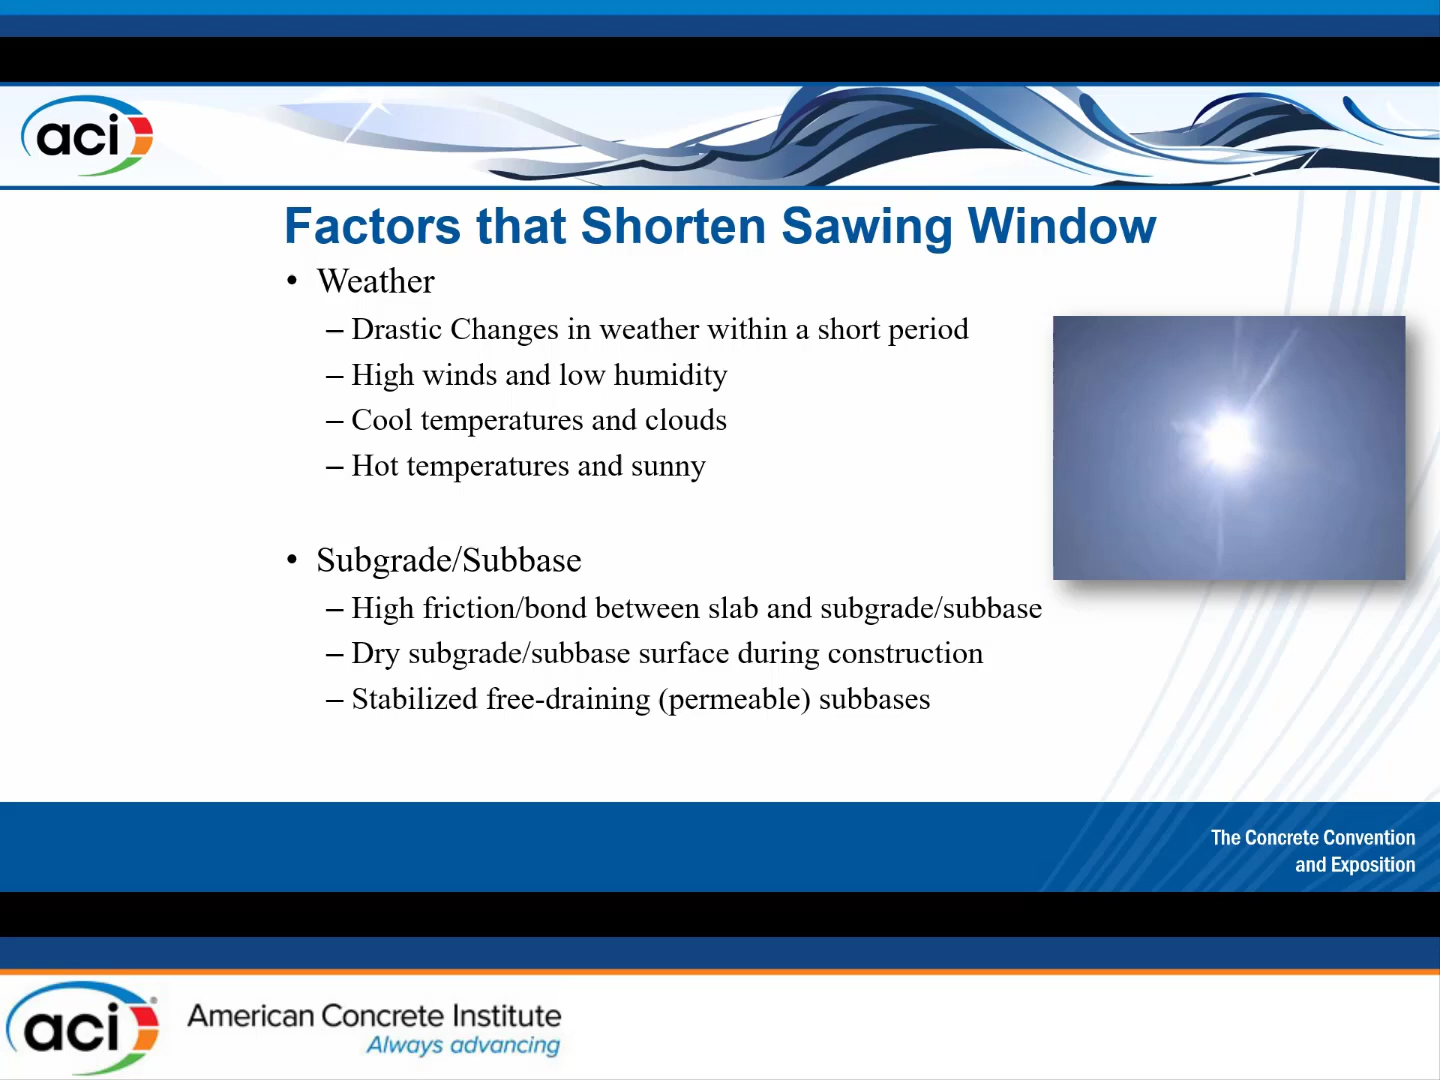 aci
Factors that Shorten Sawing Window
• Weather
– Drastic Changes in weather within a short period
– High winds and low humidity
– Cool temperatures and clouds
– Hot temperatures and sunny
• Subgrade/Subbase
– High friction/bond between slab and subgrade/subbase
– Dry subgrade/subbase surface during construction
– Stabilized free-draining (permeable) subbases
The Concrete Convention
and Exposition
aci®
American Concrete Institute
Always advancing